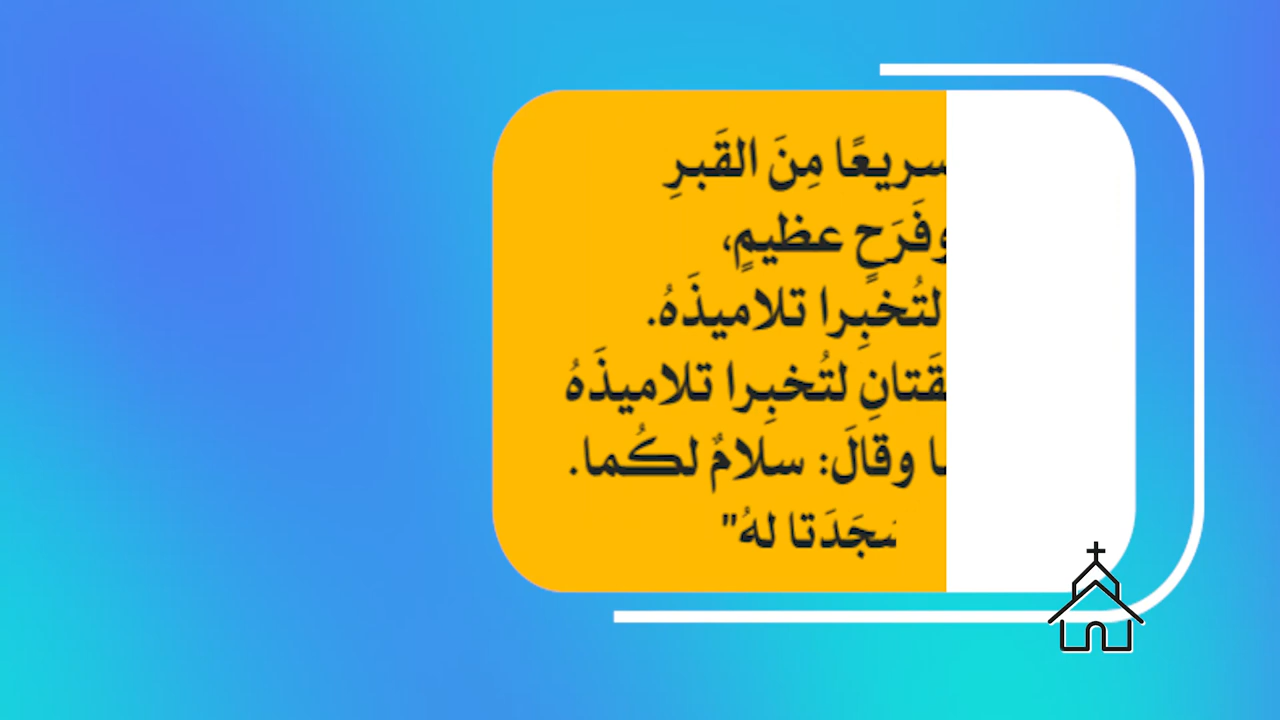 سريعًا مِنَ القَبرِ
وفَرَحٍ عظيمٍ،
لتُخبِرا تلاميذَهُ.
لتُخبِرا تلاميذَهُ
وقالَ: سلامٌ لكُما.
سجَدَتا لهُ"